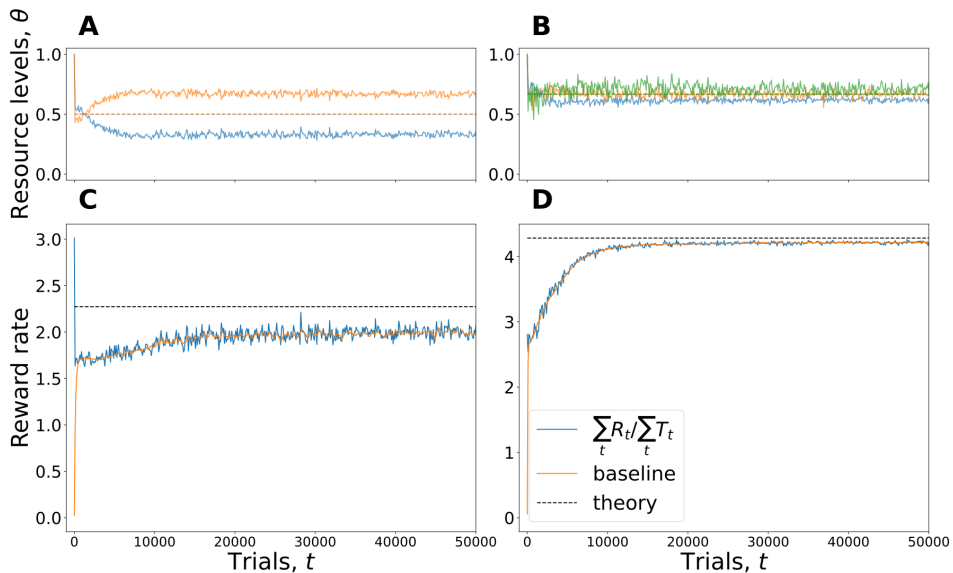 A
B
Resource levels, θ
1.0
0.5
0.0
1.0
0.5
0.0
C
D
Reward rate
3.0
2.5
2.0
1.5
1.0
0.5
0.0
4
3
2
1
0
∑_t R_t / ∑_t T_t
baseline
theory
0 10000 20000 30000 40000 50000
0 10000 20000 30000 40000 50000
Trials, t
Trials, t